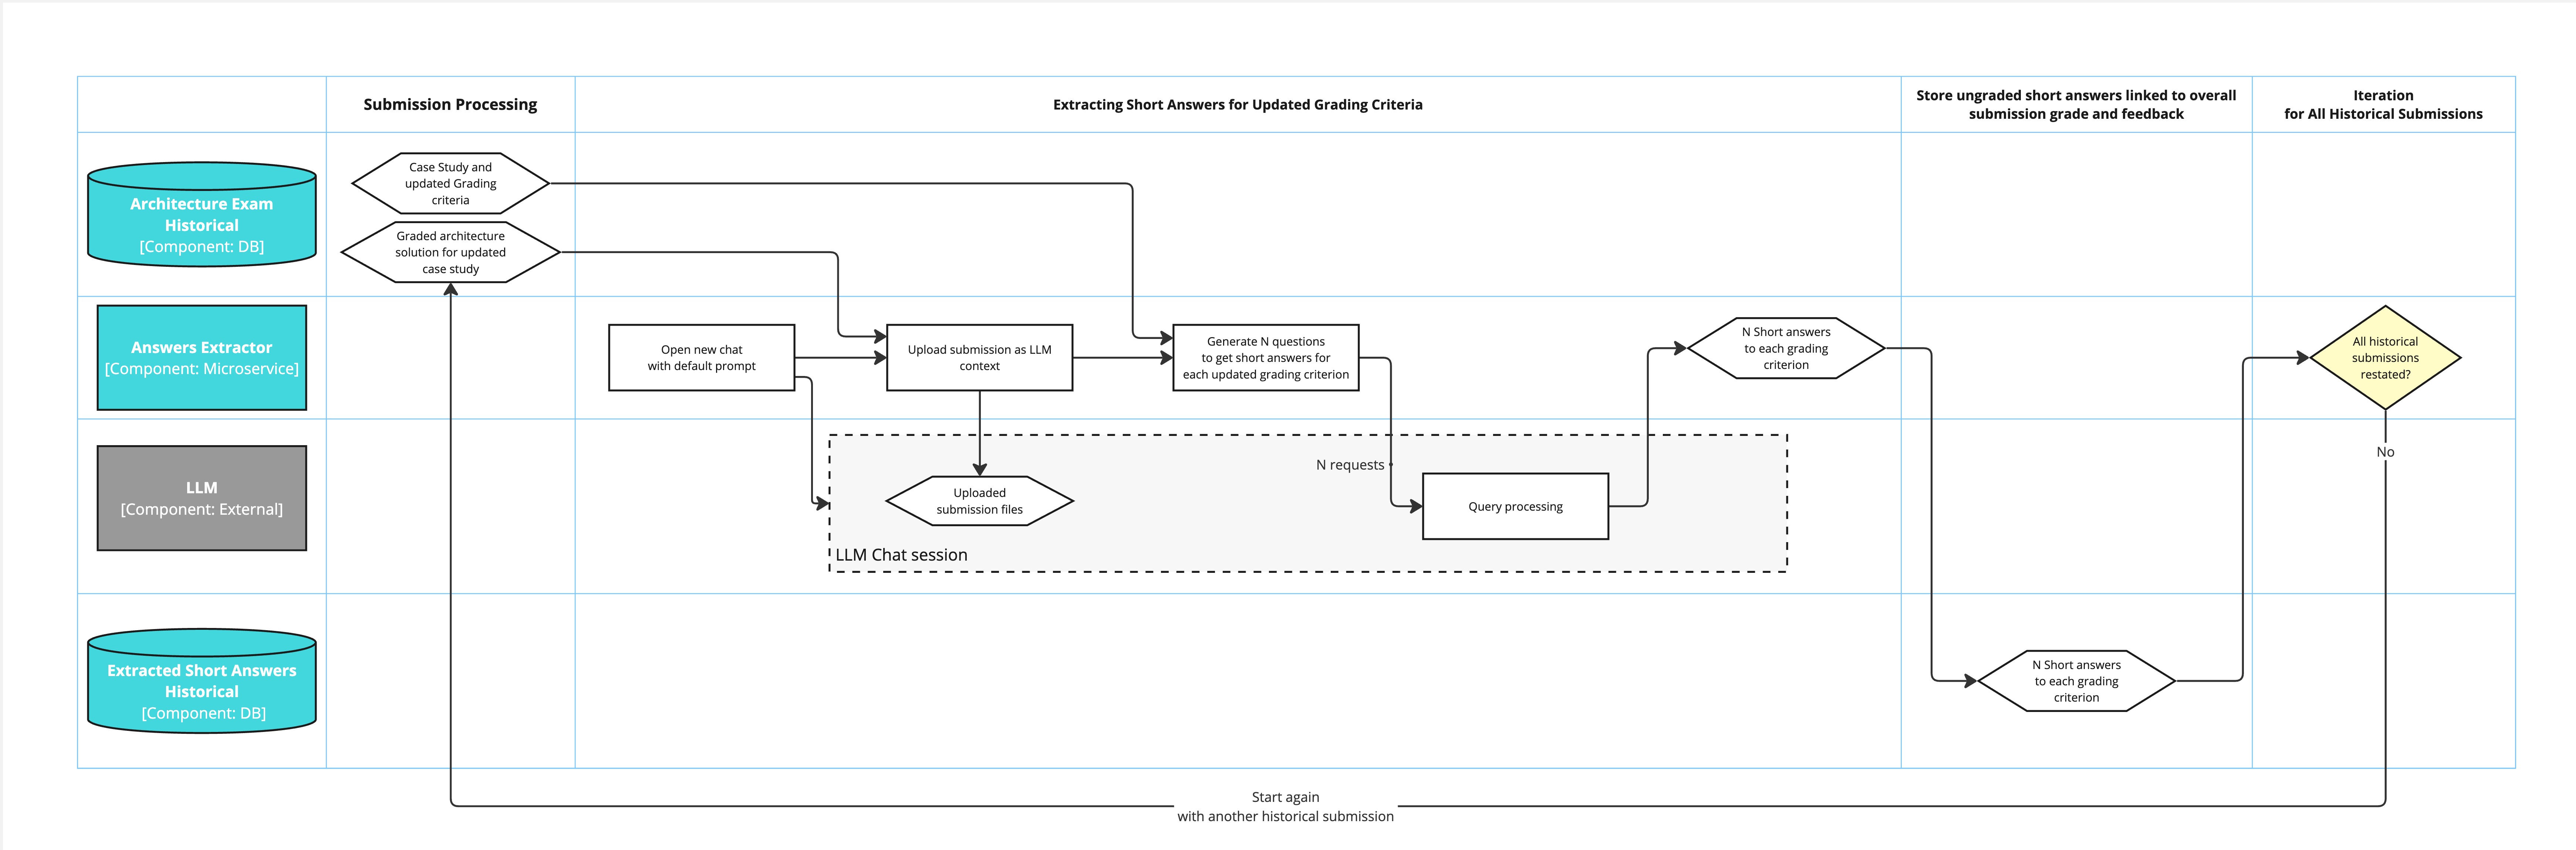 Submission Processing
Extracting Short Answers for Updated Grading Criteria
Store ungraded short answers linked to overall
submission grade and feedback
Iteration
for All Historical Submissions
Architecture Exam
Historical
[Component: DB]
Case Study and
updated Grading
criteria
Graded architecture
solution for updated
case study
Answers Extractor
[Component: Microservice]
Open new chat
with default prompt
Upload submission as LLM
context
Generate N questions
to get short answers for
each updated grading criterion
N Short answers
to each grading
criterion
All historical
submissions
restated?
No
LLM
[Component: External]
N requests
Uploaded
submission files
Query processing
LLM Chat session
Extracted Short Answers
Historical
[Component: DB]
N Short answers
to each grading
criterion
Start again
with another historical submission